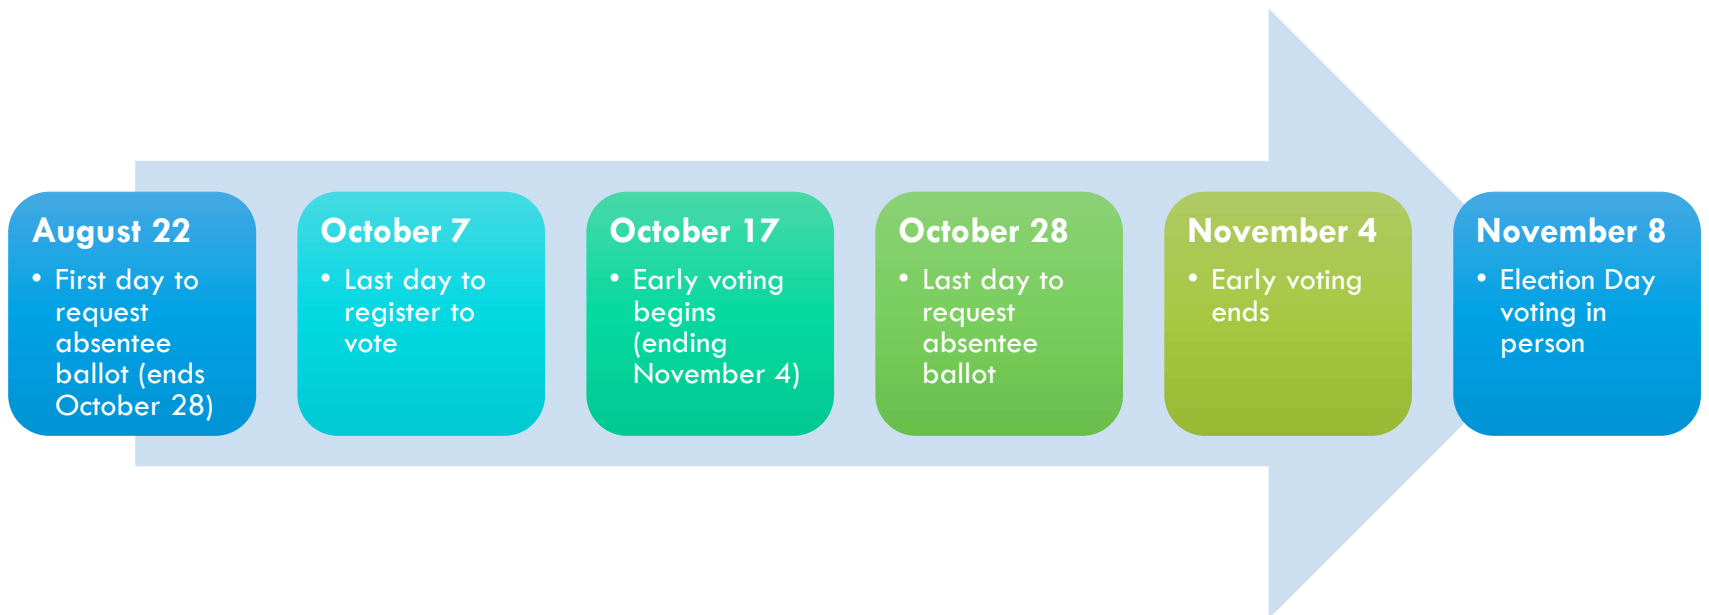 August 22
• First day to
request
absentee
ballot (ends
October 28)
October 7
• Last day to
register to
vote
October 17
• Early voting
begins
(ending
November 4)
October 28
• Last day to
request
absentee
ballot
November 4
• Early voting
ends
November 8
• Election Day
voting in
person